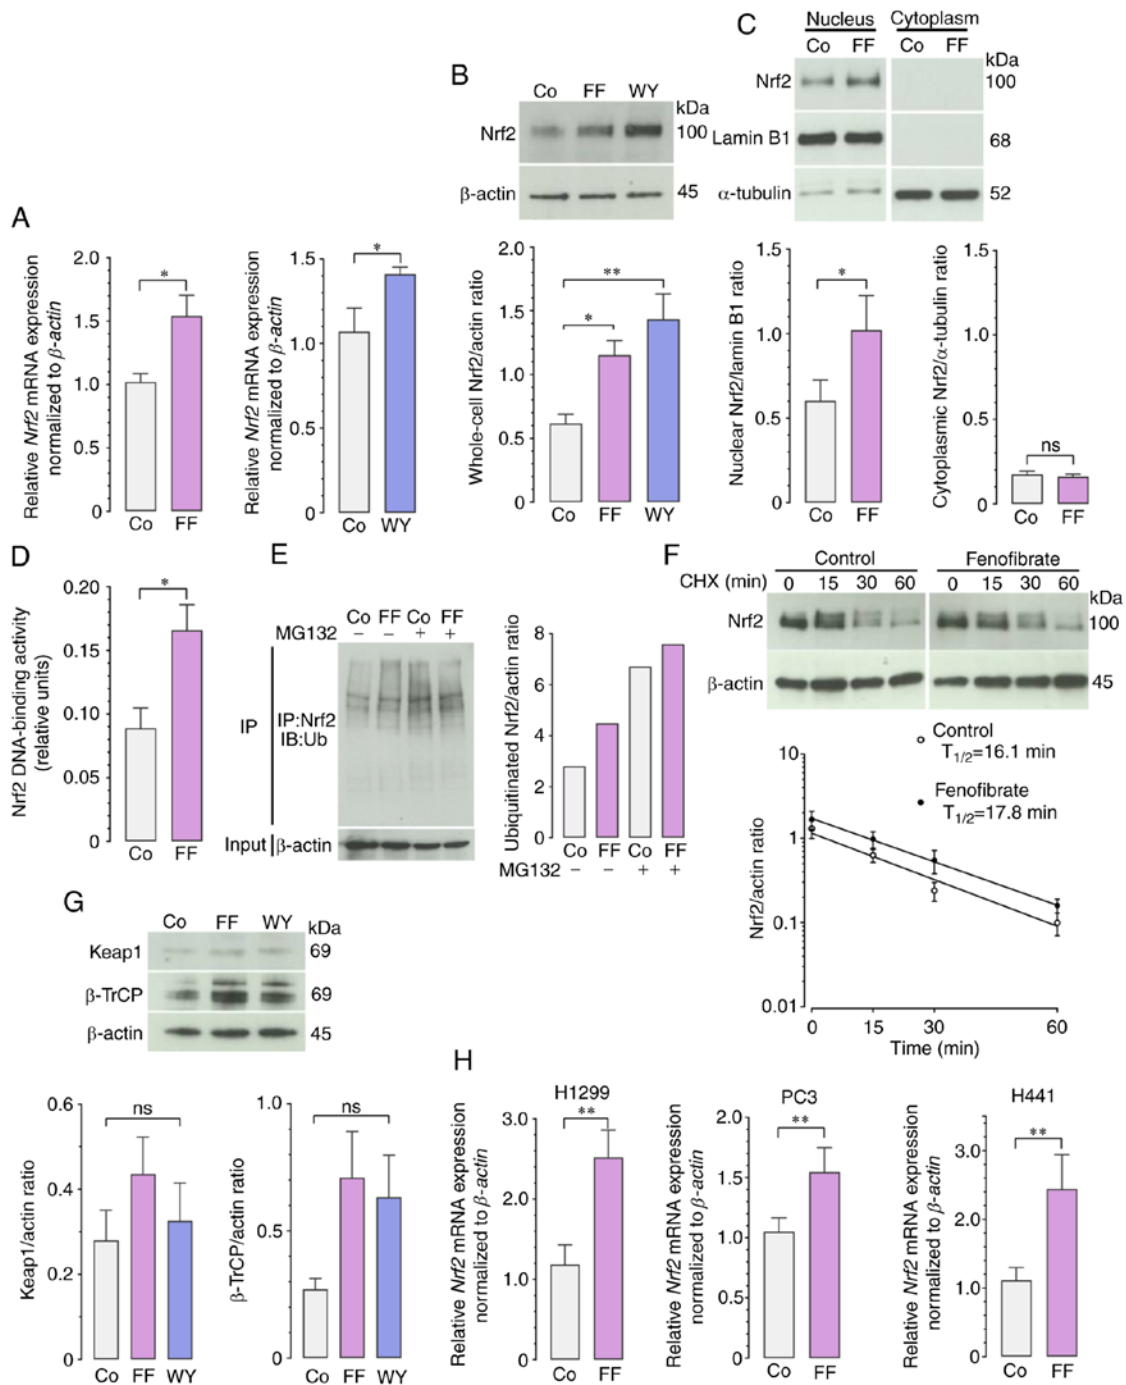 A
Relative Nrf2 mRNA expression
normalized to β-actin
2.0
1.5
1.0
0.5
0
*
Co FF
Relative Nrf2 mRNA expression
normalized to β-actin
1.5
1.0
0.5
0
*
Co WY
B
Co FF WY
kDa
Nrf2 100
β-actin 45
Whole-cell Nrf2/actin ratio
2.0
1.5
1.0
0.5
0
**
*
Co FF WY
C
Nucleus Cytoplasm
Co FF Co FF
kDa
Nrf2 100
Lamin B1 68
α-tubulin 52
Nuclear Nrf2/lamin B1 ratio
1.5
1.0
0.5
0
*
Co FF
Cytoplasmic Nrf2/α-tubulin ratio
1.5
1.0
0.5
0
ns
Co FF
D
Nrf2 DNA-binding activity
(relative units)
0.20
0.15
0.10
0.05
0
*
Co FF
E
Co FF Co FF
MG132 – – + +
IP
IP:Nrf2
IB:Ub
Input β-actin
Ubiquitinated Nrf2/actin ratio
8
6
4
2
0
Co FF Co FF
MG132 – – + +
F
Control Fenofibrate
CHX (min) 0 15 30 60 0 15 30 60
kDa
Nrf2 100
β-actin 45
Control
T1/2=16.1 min
Fenofibrate
T1/2=17.8 min
Nrf2/actin ratio
10
1
0.1
0.01
0 15 30 60
Time (min)
G
Co FF WY
kDa
Keap1 69
β-TrCP 69
β-actin 45
Keap1/actin ratio
0.6
0.4
0.2
0
ns
Co FF WY
β-TrCP/actin ratio
1.0
0.5
0
ns
Co FF WY
H
H1299
Relative Nrf2 mRNA expression
normalized to β-actin
3.0
2.0
1.0
0
**
Co FF
PC3
Relative Nrf2 mRNA expression
normalized to β-actin
2.0
1.5
1.0
0.5
0
**
Co FF
H441
Relative Nrf2 mRNA expression
normalized to β-actin
3.0
2.0
1.0
0
**
Co FF